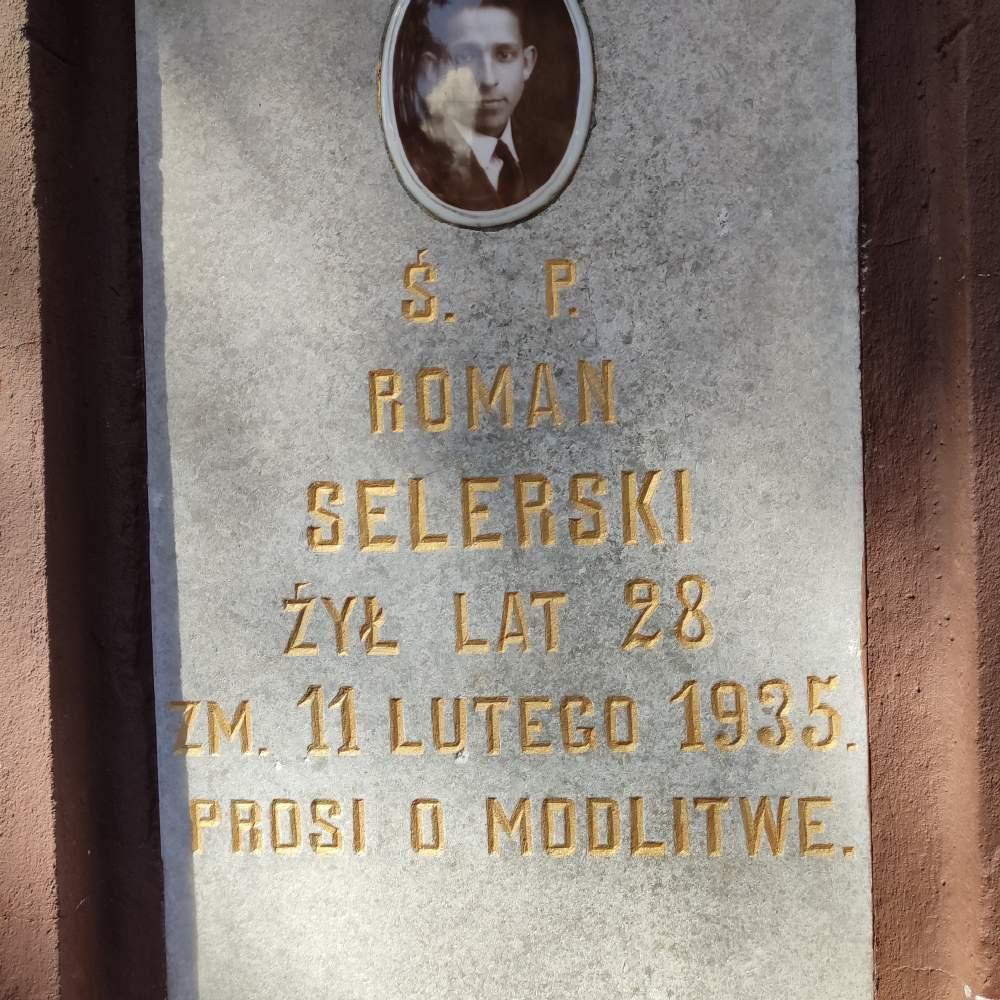 Ś. P.
ROMAN
SELERSKI
ŻYŁ LAT 28
ZM. 11 LUTEGO 1935.
PROSI O MODLITWE.